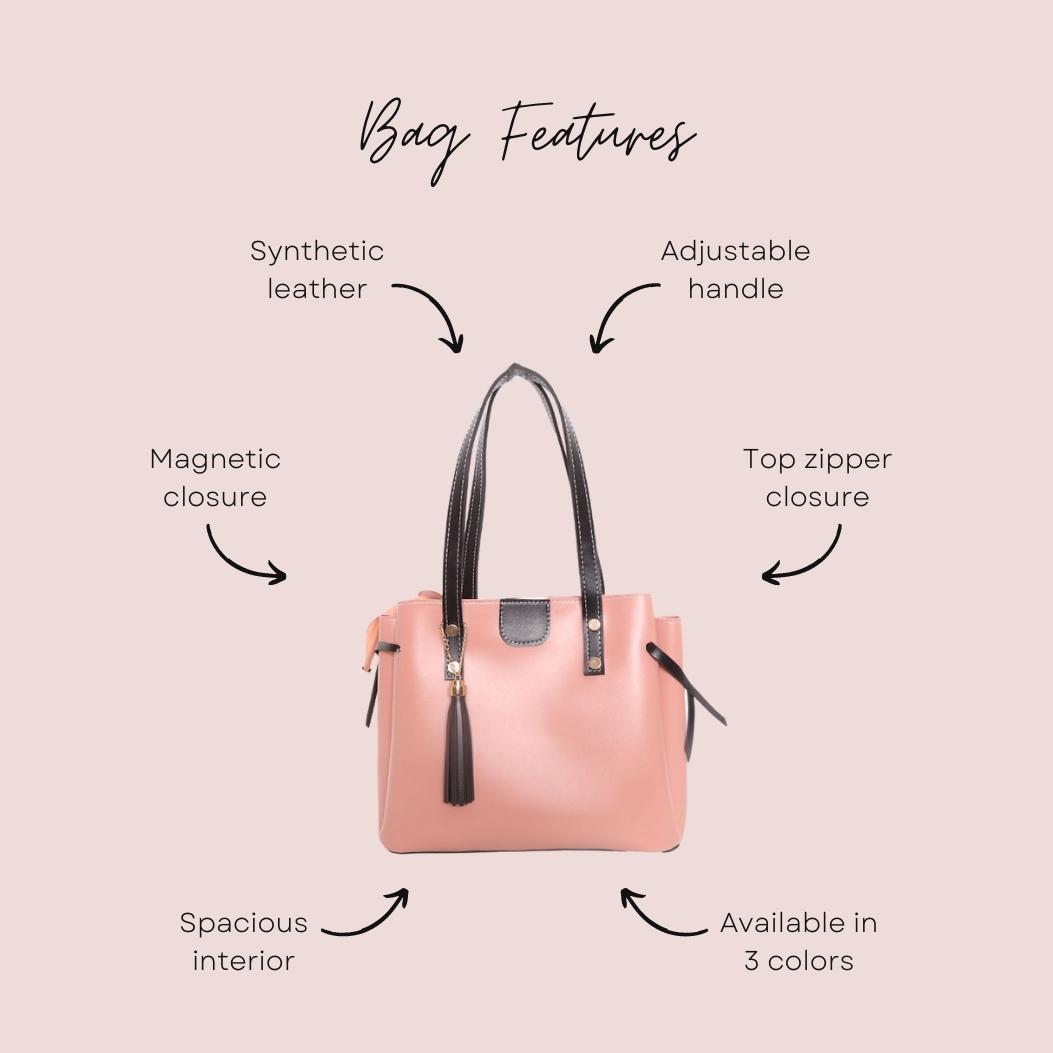 Bag Features
Synthetic
leather
Adjustable
handle
Magnetic
closure
Top zipper
closure
Spacious
interior
Available in
3 colors